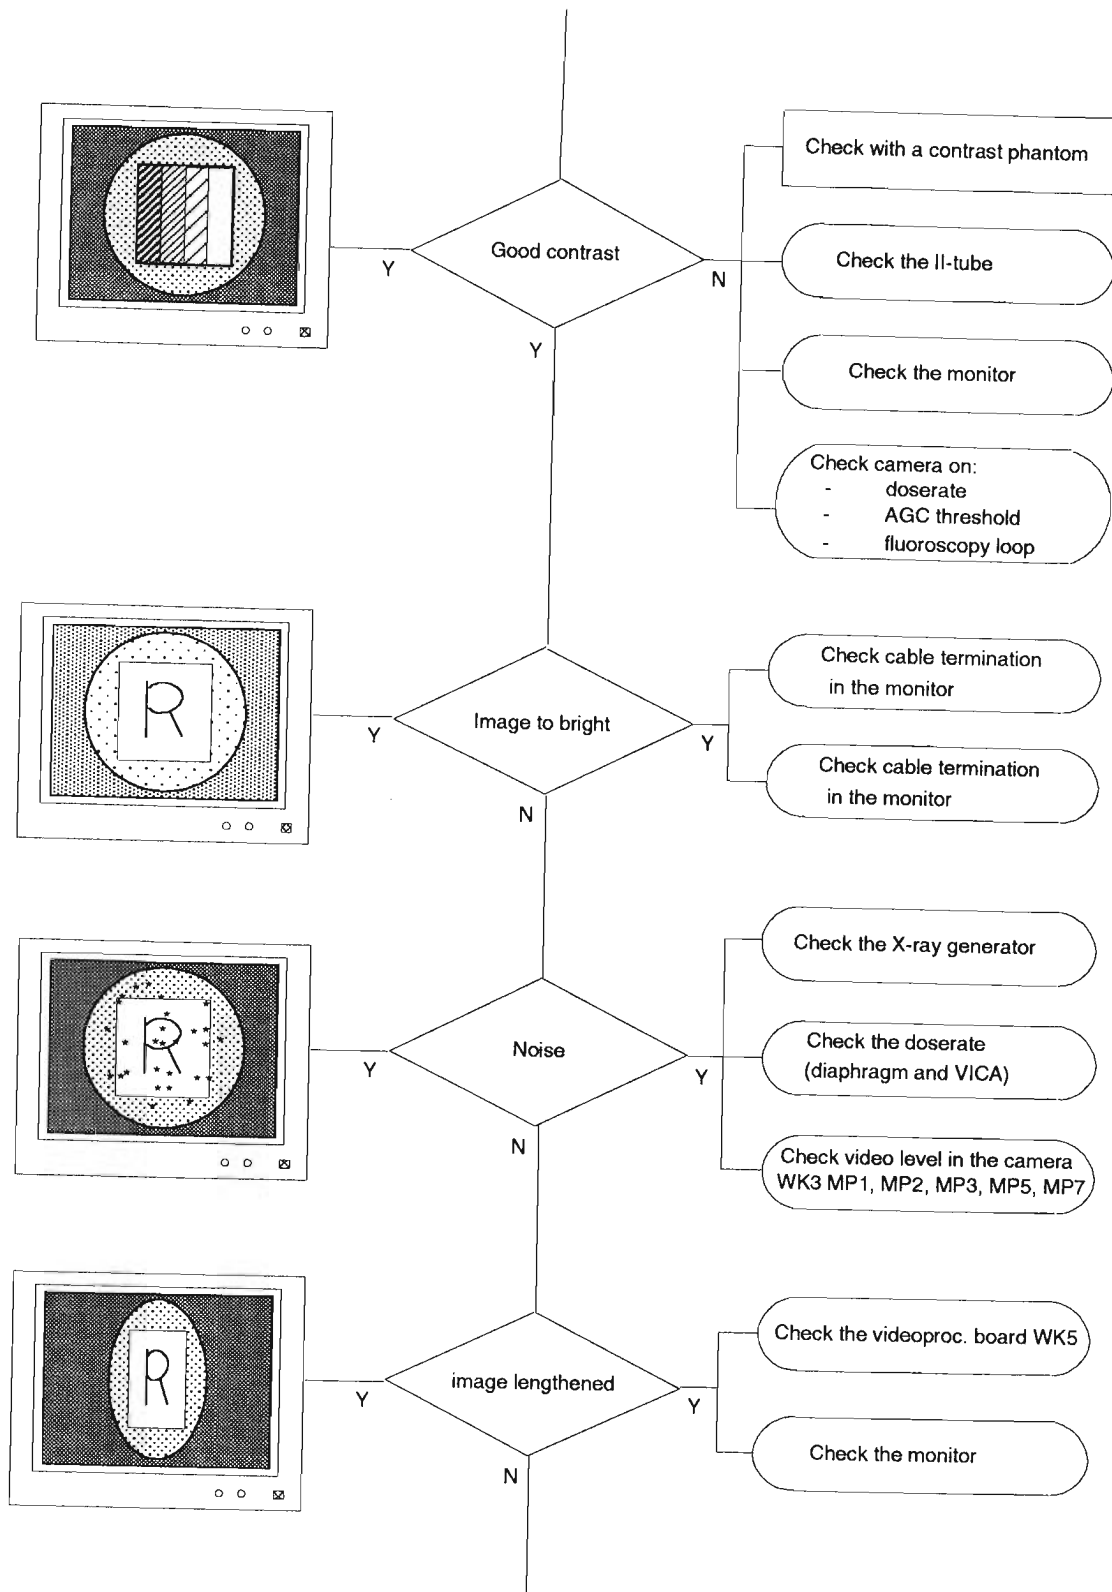 Good contrast
Y
N
Y
Check with a contrast phantom
Check the II-tube
Check the monitor
Check camera on:
- doserate
- AGC threshold
- fluoroscopy loop
R
Image to bright
Y
Y
N
Check cable termination
in the monitor
Check cable termination
in the monitor
R
Noise
Y
Y
N
Check the X-ray generator
Check the doserate
(diaphragm and VICA)
Check video level in the camera
WK3 MP1, MP2, MP3, MP5, MP7
R
image lengthened
Y
Y
N
Check the videoproc. board WK5
Check the monitor